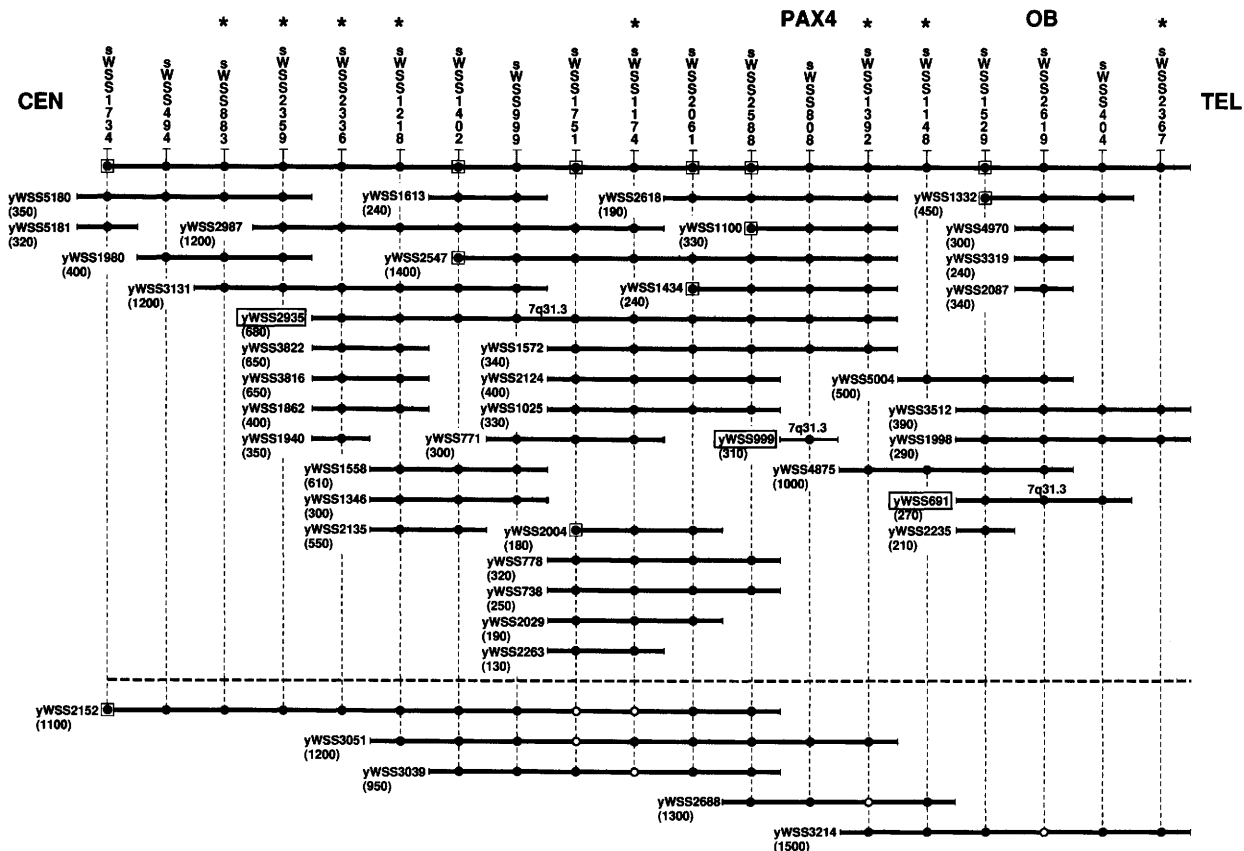 * * * * * PAX4 * * OB *
CEN
sWSS1734
sWSS494
sWSS883
sWSS2359
sWSS2336
sWSS1218
sWSS1402
sWSS999
sWSS1751
sWSS1174
sWSS2061
sWSS2588
sWSS808
sWSS1392
sWSS1148
sWSS1529
sWSS2619
sWSS404
sWSS2367
TEL
yWSS5180 yWSS1613 yWSS2618 yWSS1332
(350) (240) (190) (450)
yWSS5181 yWSS2987 yWSS1100 yWSS4970
(320) (1200) (330) (300)
yWSS1980 yWSS2547 yWSS3319
(400) (1400) (240)
yWSS3131 yWSS1434 yWSS2087
(1200) (240) (340)
yWSS2935 7q31.3
(680)
yWSS3822 yWSS1572
(650) (340)
yWSS3816 yWSS2124 yWSS5004
(650) (400) (500)
yWSS1862 yWSS1025 yWSS3512
(400) (330) (390)
yWSS1940 yWSS771 yWSS999 7q31.3 yWSS1998
(350) (300) (310) (290)
yWSS1558 yWSS4875
(610) (1000)
yWSS1346 yWSS691 7q31.3
(300) (270)
yWSS2135 yWSS2004 yWSS2235
(550) (180) (210)
yWSS778
(320)
yWSS738
(250)
yWSS2029
(190)
yWSS2263
(130)
yWSS2152
(1100)
yWSS3051
(1200)
yWSS3039
(950)
yWSS2688
(1300)
yWSS3214
(1500)